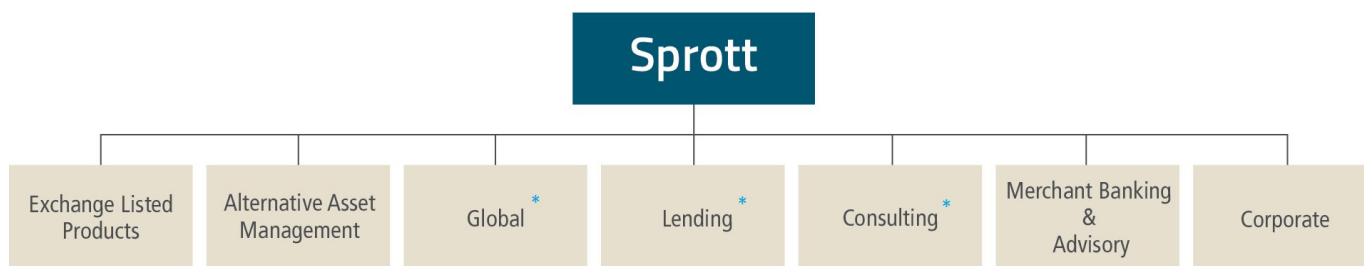 Sprott
Exchange Listed
Products
Alternative Asset
Management
Global *
Lending *
Consulting *
Merchant Banking
&
Advisory
Corporate